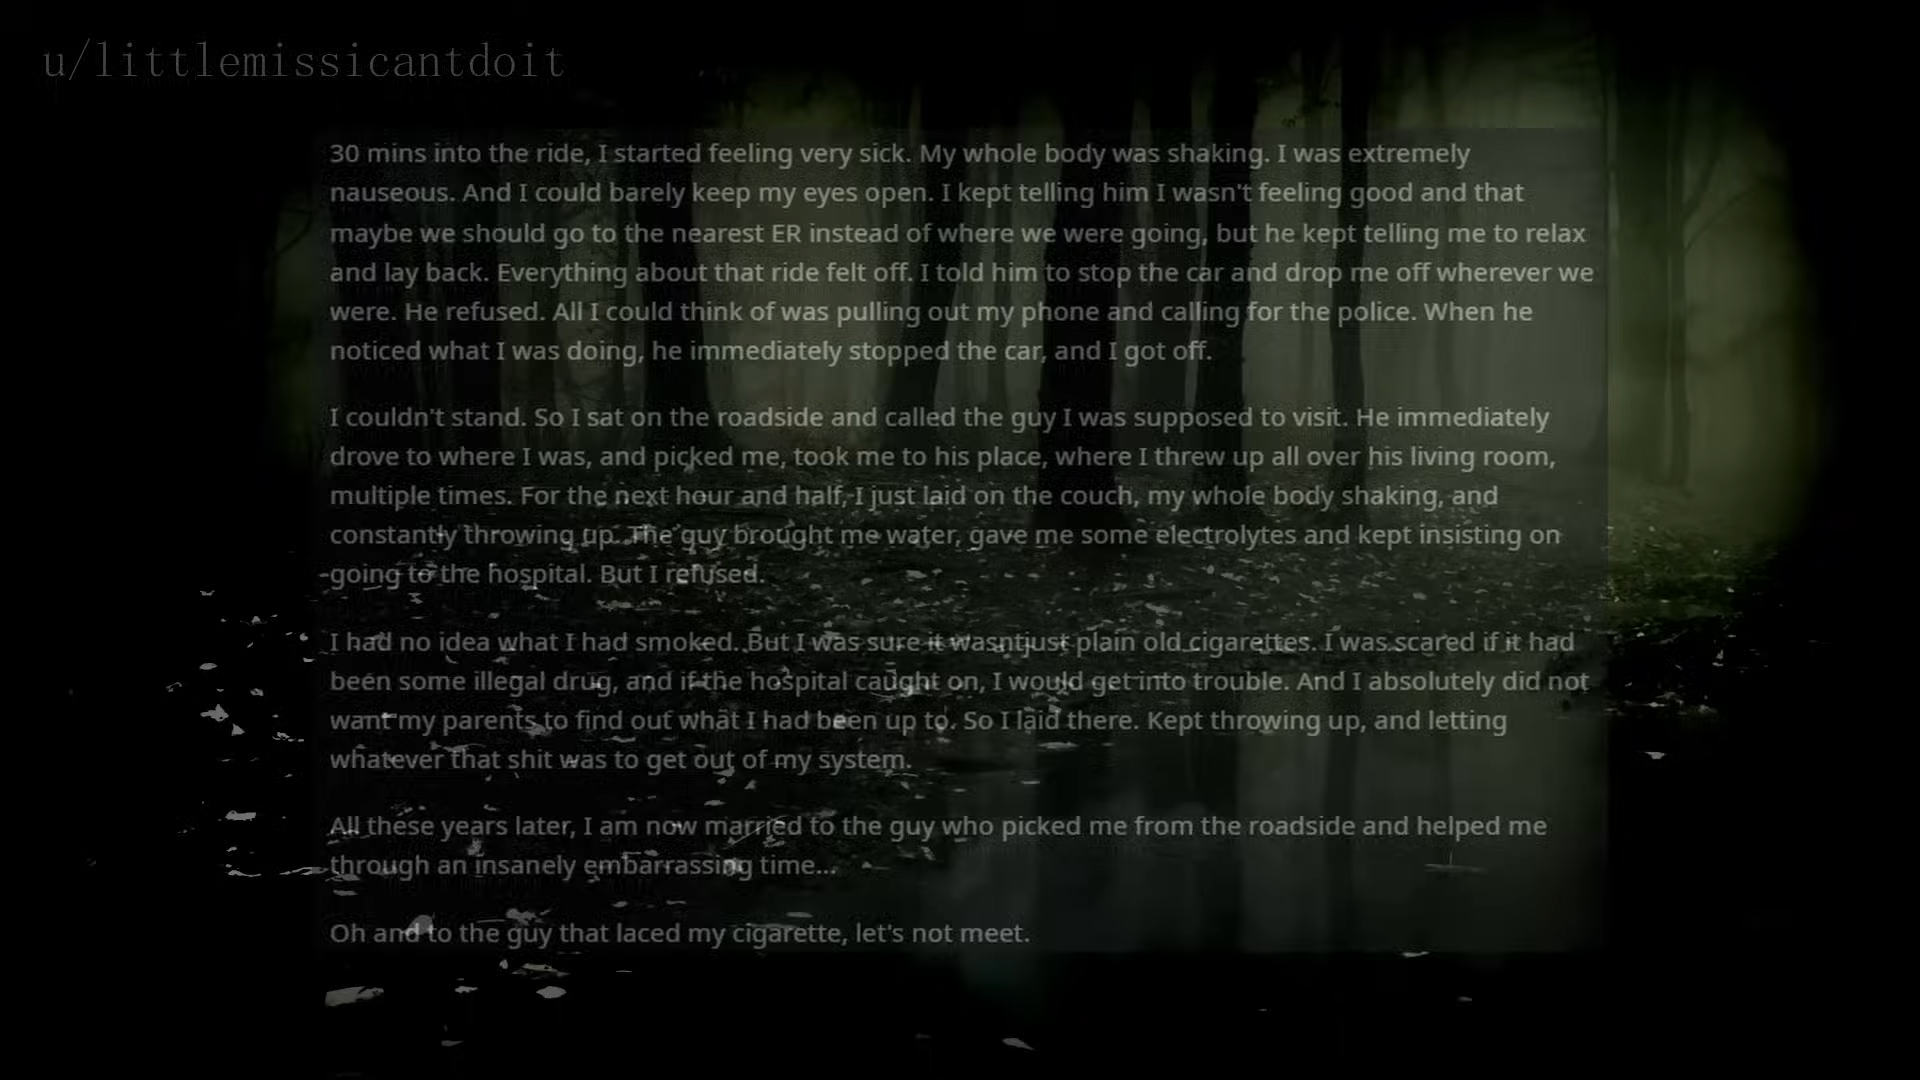 u/littlemissicantdoit
30 mins into the ride, I started feeling very sick. My whole body was shaking. I was extremely
nauseous. And I could barely keep my eyes open. I kept telling him I wasn't feeling good and that
maybe we should go to the nearest ER instead of where we were going, but he kept telling me to relax
and lay back. Everything about that ride felt off. I told him to stop the car and drop me off wherever we
were. He refused. All I could think of was pulling out my phone and calling for the police. When he
noticed what I was doing, he immediately stopped the car, and I got off.
I couldn't stand. So I sat on the roadside and called the guy I was supposed to visit. He immediately
drove to where I was, and picked me, took me to his place, where I threw up all over his living room,
multiple times. For the next hour and half, I just laid on the couch, my whole body shaking, and
constantly throwing up. The guy brought me water, gave me some electrolytes and kept insisting on
going to the hospital. But I refused.
I had no idea what I had smoked. But I was sure it wasntjust plain old cigarettes. I was scared if it had
been some illegal drug, and if the hospital caught on, I would get into trouble. And I absolutely did not
want my parents to find out what I had been up to. So I laid there. Kept throwing up, and letting
whatever that shit was to get out of my system.
All these years later, I am now married to the guy who picked me from the roadside and helped me
through an insanely embarrassing time...
Oh and to the guy that laced my cigarette, let's not meet.